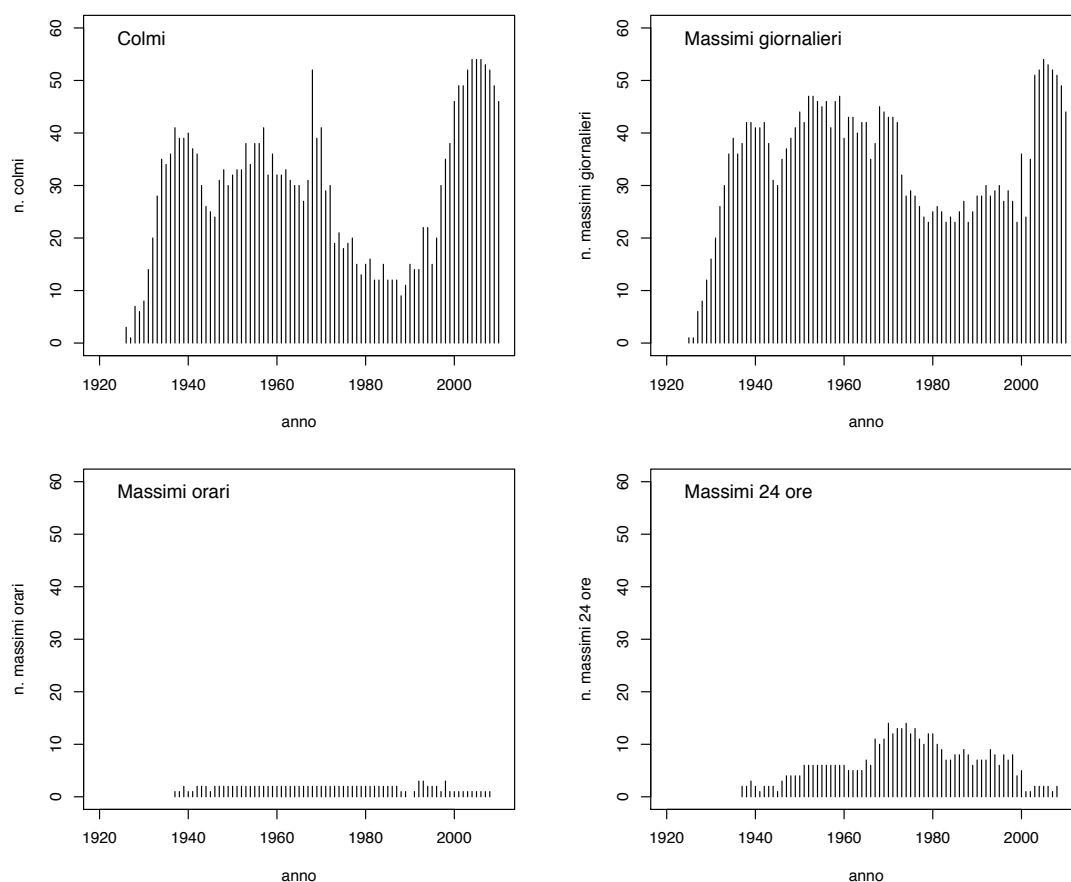 Colmi
n. colmi
60
50
40
30
20
10
0
1920 1940 1960 1980 2000
anno
Massimi giornalieri
n. massimi giornalieri
60
50
40
30
20
10
0
1920 1940 1960 1980 2000
anno
Massimi orari
n. massimi orari
60
50
40
30
20
10
0
1920 1940 1960 1980 2000
anno
Massimi 24 ore
n. massimi 24 ore
60
50
40
30
20
10
0
1920 1940 1960 1980 2000
anno